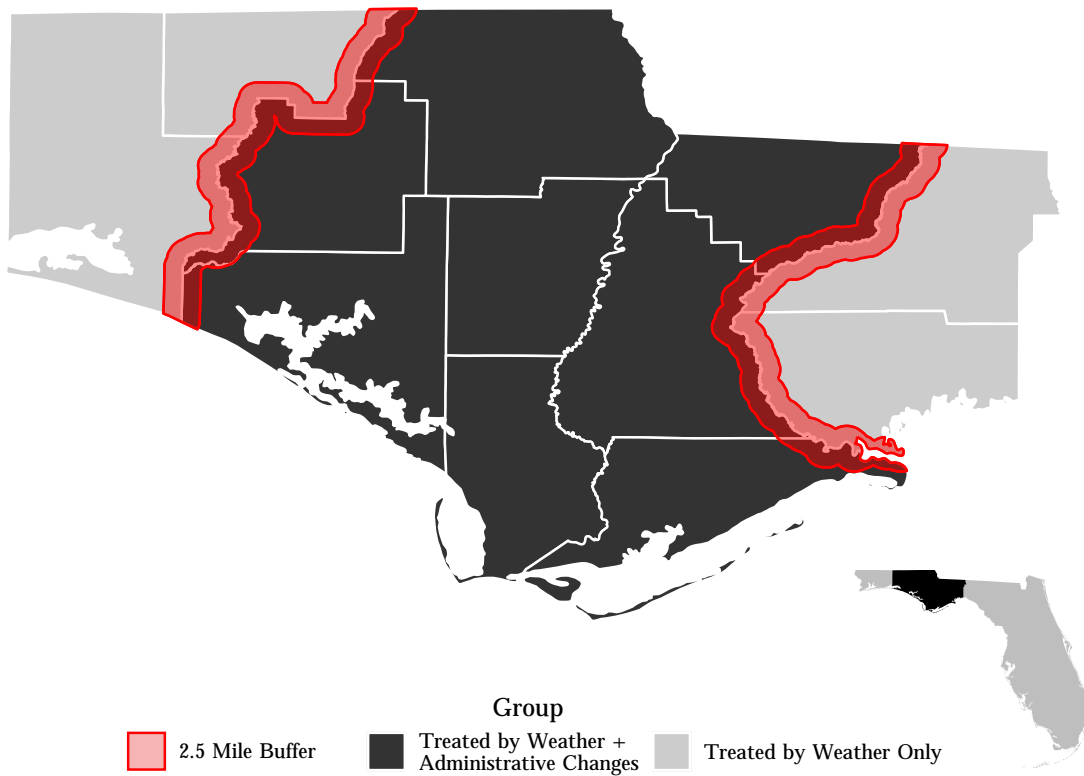 Group
2.5 Mile Buffer
Treated by Weather +
Administrative Changes
Treated by Weather Only